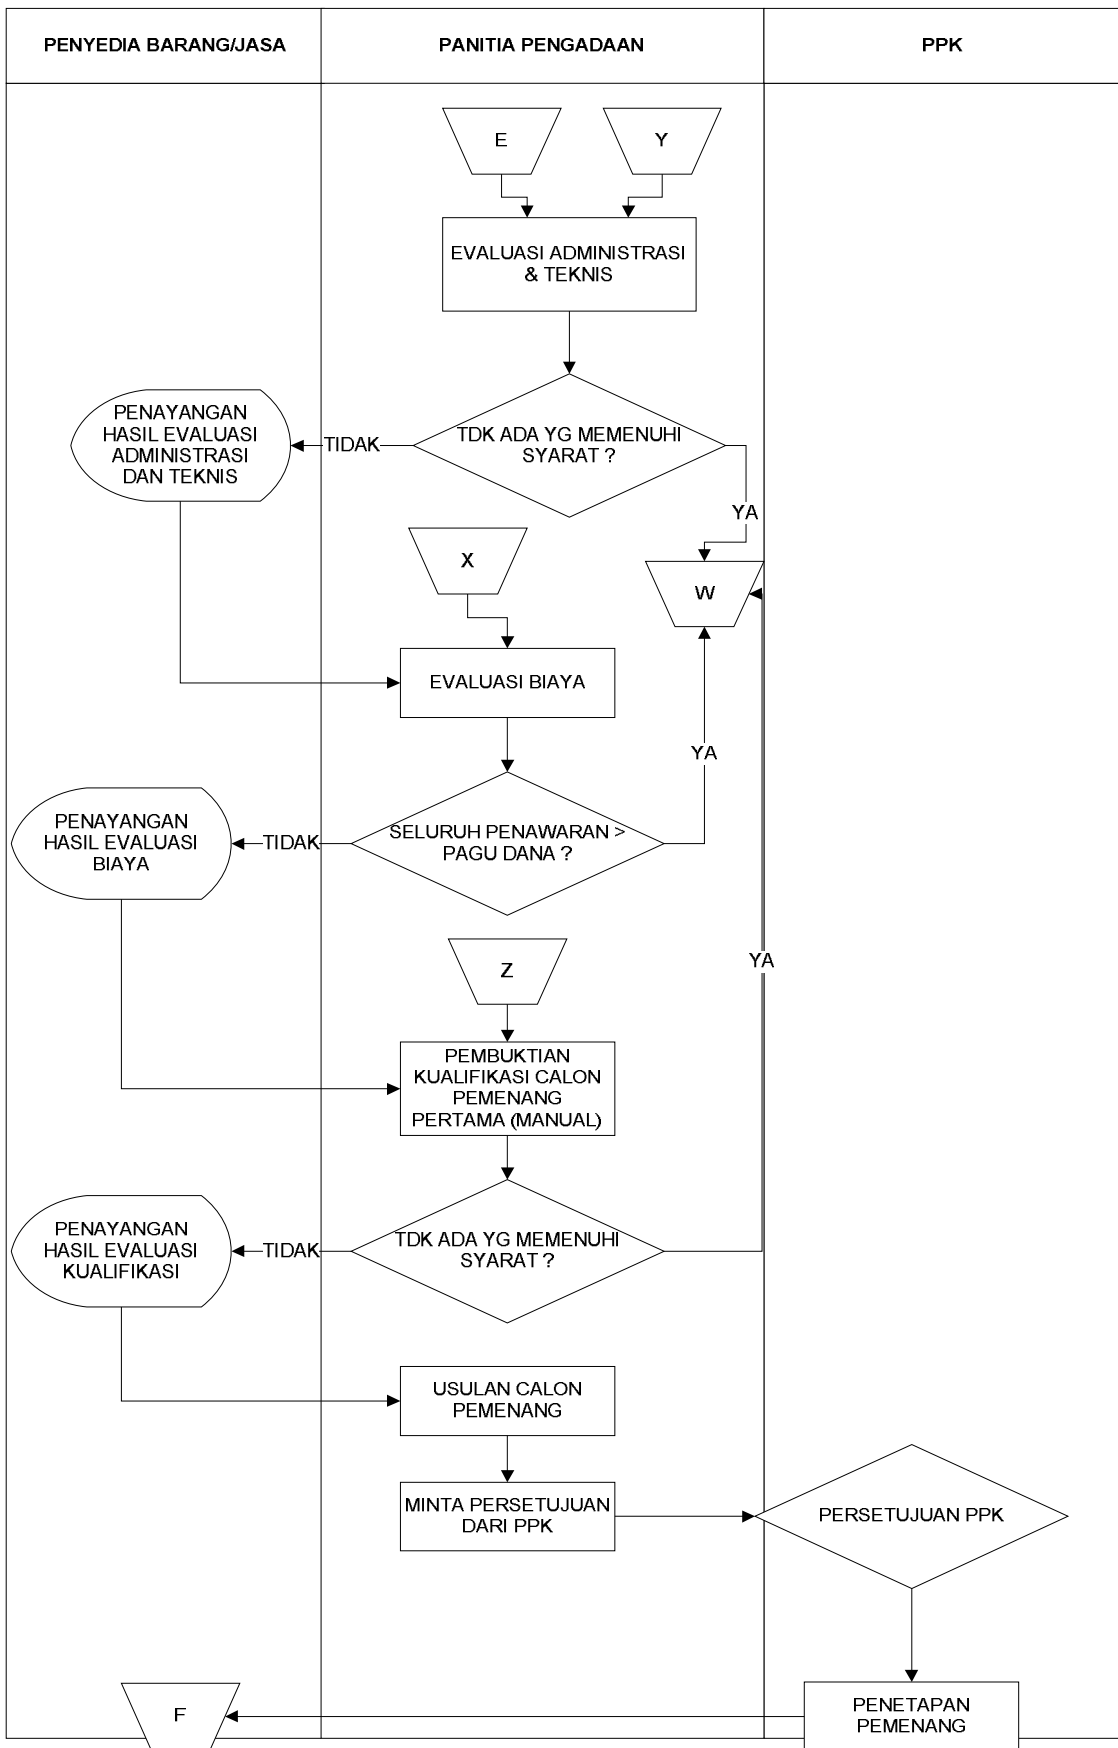 PENYEDIA BARANG/JASA
PANITIA PENGADAAN
PPK
E
Y
EVALUASI ADMINISTRASI
& TEKNIS
PENAYANGAN
HASIL EVALUASI
ADMINISTRASI
DAN TEKNIS
TIDAK
TDK ADA YG MEMENUHI
SYARAT ?
YA
X
W
EVALUASI BIAYA
YA
PENAYANGAN
HASIL EVALUASI
BIAYA
TIDAK
SELURUH PENAWARAN >
PAGU DANA ?
Z
YA
PEMBUKTIAN
KUALIFIKASI CALON
PEMENANG
PERTAMA (MANUAL)
PENAYANGAN
HASIL EVALUASI
KUALIFIKASI
TIDAK
TDK ADA YG MEMENUHI
SYARAT ?
USULAN CALON
PEMENANG
MINTA PERSETUJUAN
DARI PPK
PERSETUJUAN PPK
F
PENETAPAN
PEMENANG